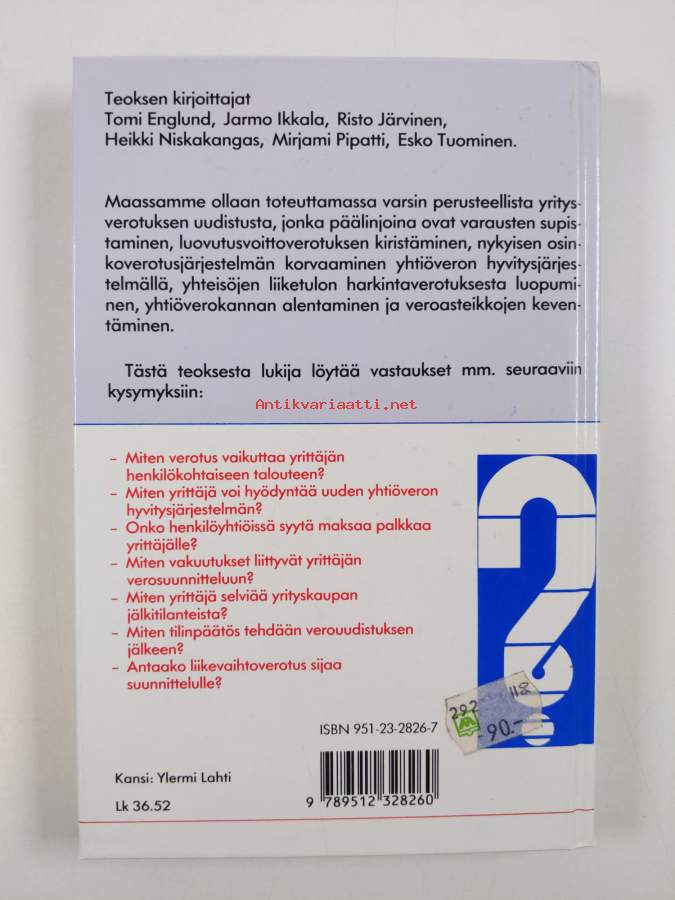 Teoksen kirjoittajat
Tomi Englund, Jarmo Ikkala, Risto Järvinen,
Heikki Niskakangas, Mirjami Pipatti, Esko Tuominen.
Maassamme ollaan toteuttamassa varsin perusteellista yritys-
verotuksen uudistusta, jonka päälinjoina ovat varausten supis-
taminen, luovutusvoittoverotuksen kiristäminen, nykyisen osin-
koverotusjärjestelmän korvaaminen yhtiöveron hyvitysjärjes-
telmällä, yhteisöjen liiketulon harkintaverotuksesta luopumi-
nen, yhtiöverokannan alentaminen ja veroasteikkojen keven-
täminen.
Tästä teoksesta lukija löytää vastaukset mm. seuraaviin
kysymyksiin:
Antikvariaatti.net
– Miten verotus vaikuttaa yrittäjän
henkilökohtaiseen talouteen?
– Miten yrittäjä voi hyödyntää uuden yhtiöveron
hyvitysjärjestelmän?
– Onko henkilöyhtiöissä syytä maksaa palkkaa
yrittäjälle?
– Miten vakuutukset liittyvät yrittäjän
verosuunnitteluun?
– Miten yrittäjä selviää yrityskaupan
jälkitilanteista?
– Miten tilinpäätös tehdään verouudistuksen
jälkeen?
– Antaako liikevaihtoverotus sijaa
suunnittelulle?
?
292
-90.-
ISBN 951-23-2826-7
Kansi: Ylermi Lahti
Lk 36.52
9 789512 328260